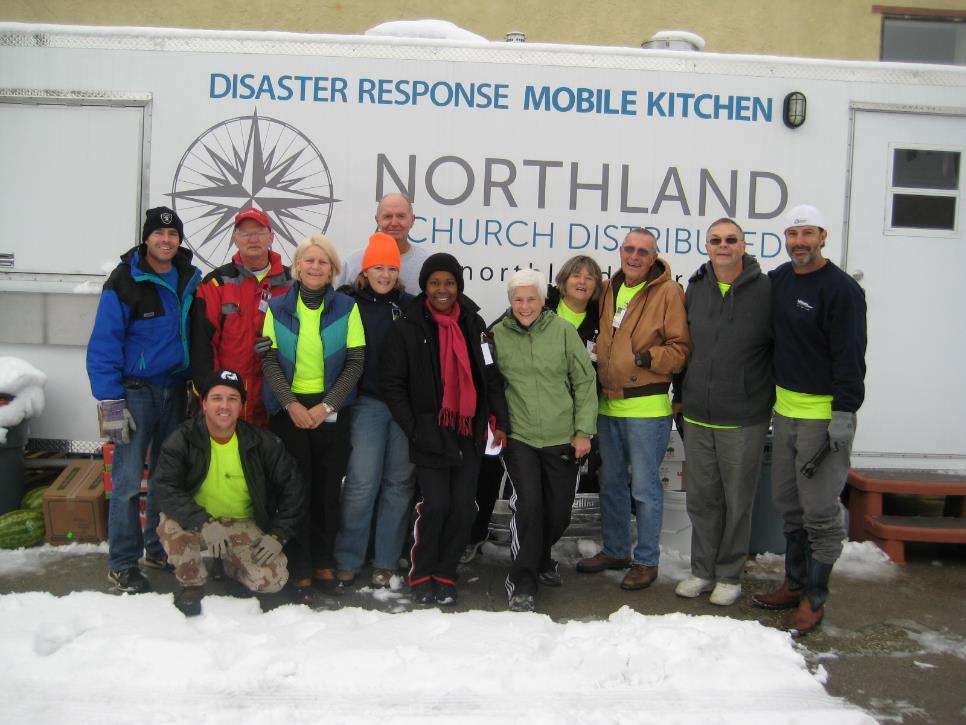 DISASTER RESPONSE MOBILE KITCHEN
NORTHLAND
CHURCH DISTRIBUTED